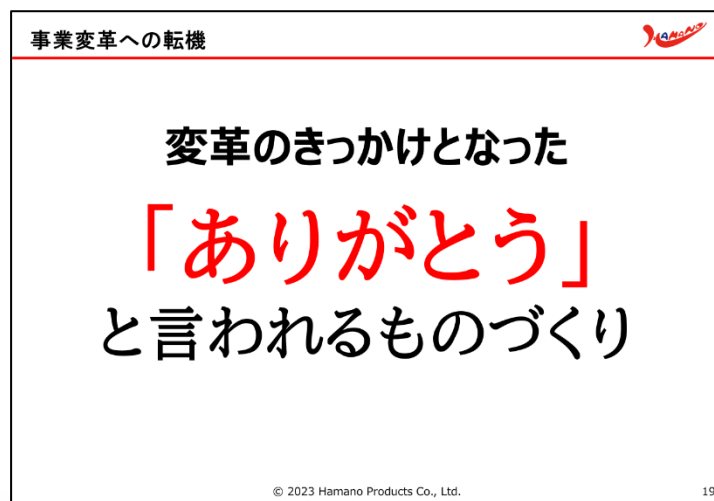 事業変革への転機
HAMANO
変革のきっかけとなった
「ありがとう」
と言われるものづくり
© 2023 Hamano Products Co., Ltd.
19